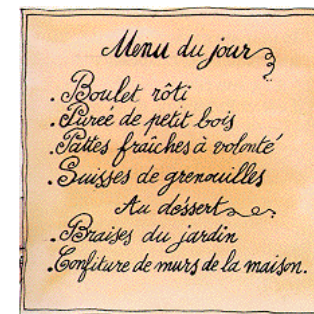 Menu du jour
. Boulet rôti
. Purée de petit bois
. Pattes fraîches à volonté
. Suisses de grenouilles
Au déssert
. Braises du jardin
. Confiture de murs de la maison.